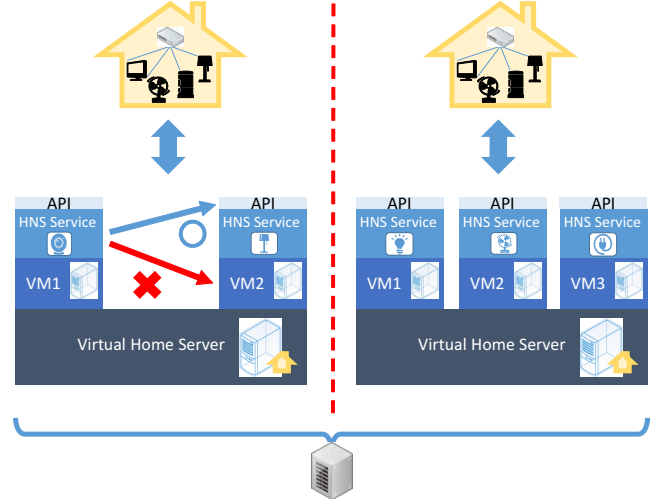 API
HNS Service
VM1
API
HNS Service
VM2
Virtual Home Server
API
HNS Service
VM1
API
HNS Service
VM2
API
HNS Service
VM3
Virtual Home Server